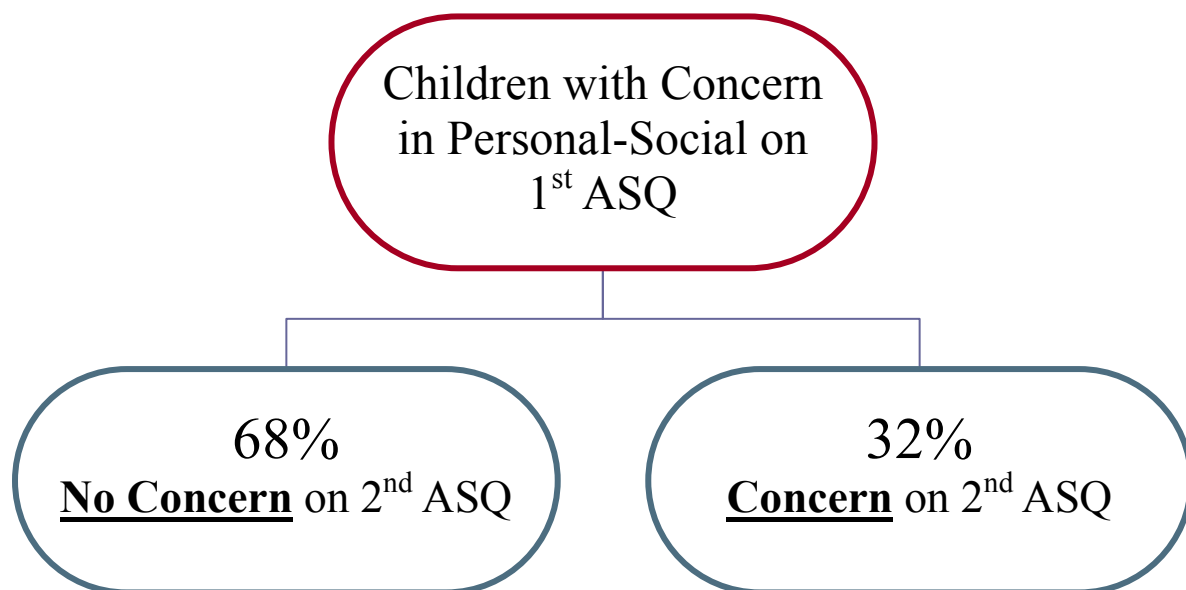 Children with Concern
in Personal-Social on
1st ASQ
68%
No Concern on 2nd ASQ
32%
Concern on 2nd ASQ